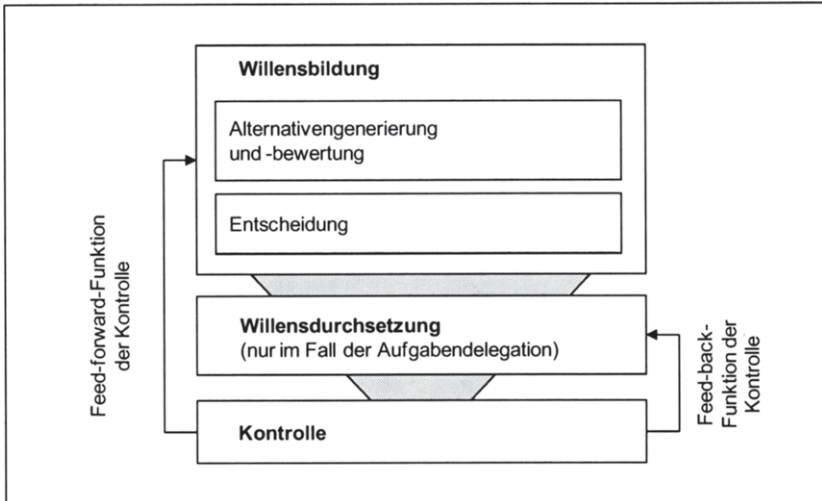 Willensbildung
Alternativengenerierung
und -bewertung
Entscheidung
Willensdurchsetzung
(nur im Fall der Aufgabendelegation)
Kontrolle
Feed-forward-Funktion
der Kontrolle
Feed-back-
Funktion der
Kontrolle